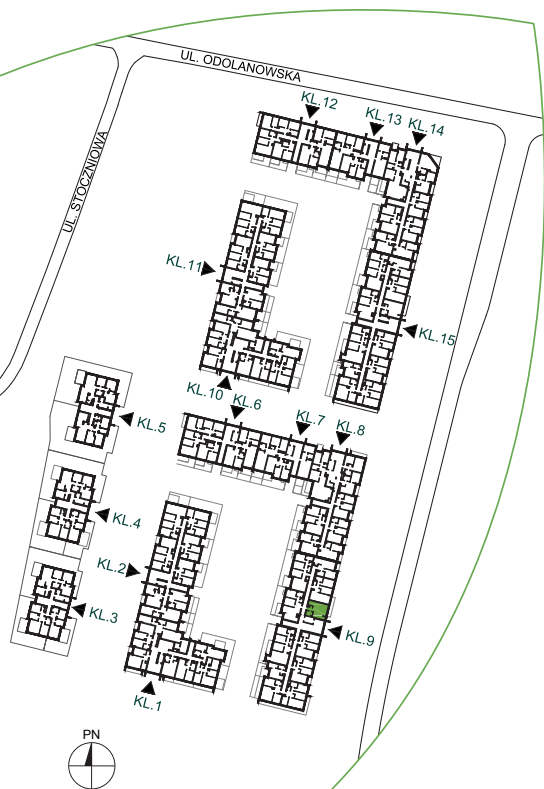 UL. ODOLANOWSKA
UL. STOCZNIOWA
KL.12
KL.13
KL.14
KL.11
KL.15
KL.10
KL.6
KL.7
KL.8
KL.5
KL.4
KL.2
KL.3
KL.9
KL.1
PN